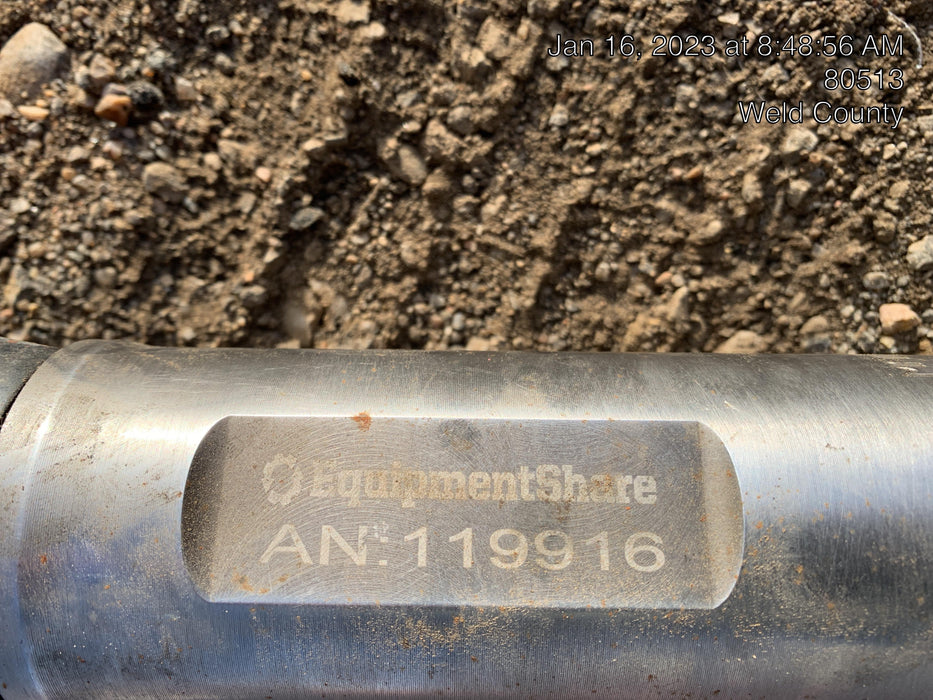 Jan 16, 2023 at 8:48:56 AM
80513
Weld County
EquipmentShare
AN: 119916